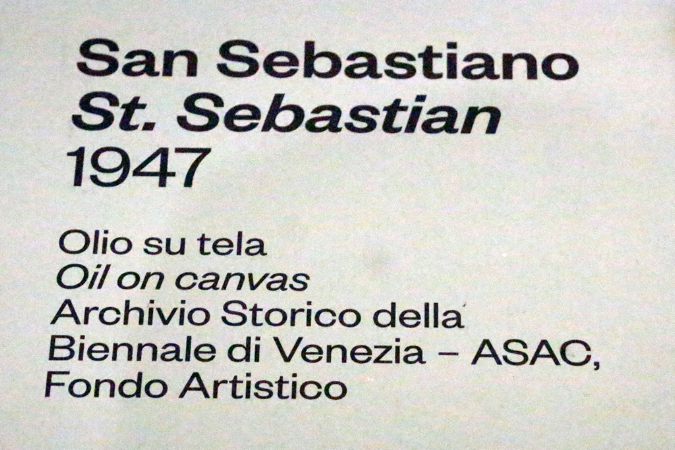 San Sebastiano
St. Sebastian
1947
Olio su tela
Oil on canvas
Archivio Storico della
Biennale di Venezia – ASAC,
Fondo Artistico